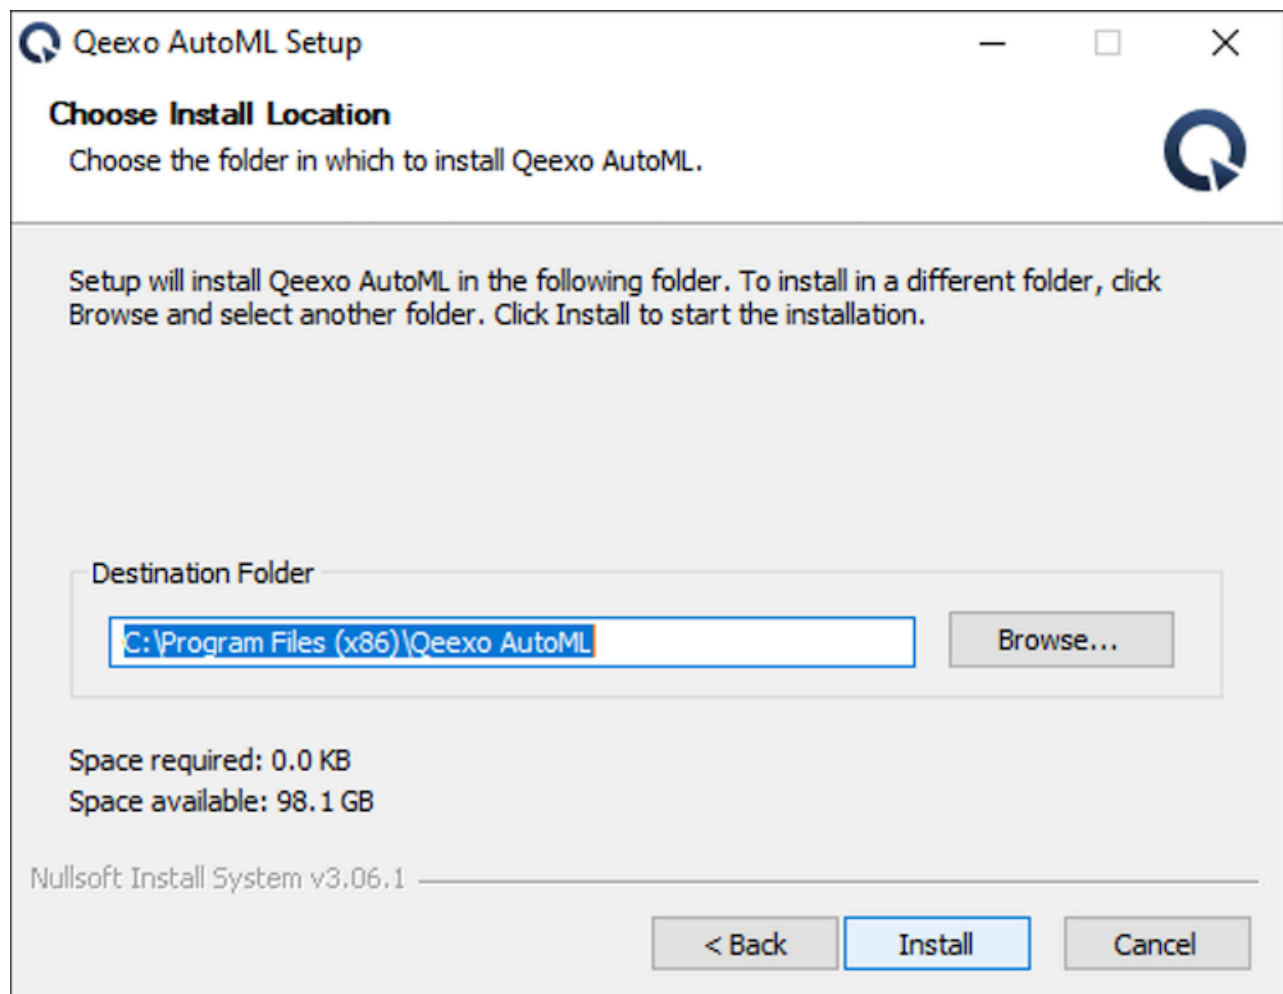 Qeexo AutoML Setup
Choose Install Location
Choose the folder in which to install Qeexo AutoML.
Setup will install Qeexo AutoML in the following folder. To install in a different folder, click
Browse and select another folder. Click Install to start the installation.
Destination Folder
C:\Program Files (x86)\Qeexo AutoML
Browse...
Space required: 0.0 KB
Space available: 98.1 GB
Nullsoft Install System v3.06.1
< Back
Install
Cancel